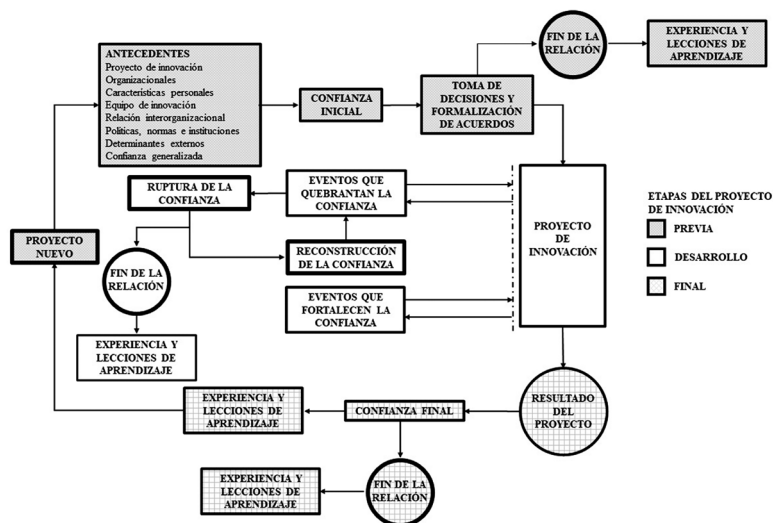 ANTECEDENTES
Proyecto de innovación
Organizacionales
Características personales
Equipo de innovación
Relación interorganizacional
Políticas, normas e instituciones
Determinantes externos
Confianza generalizada
CONFIANZA
INICIAL
TOMA DE
DECISIONES Y
FORMALIZACIÓN
DE ACUERDOS
FIN DE LA
RELACIÓN
EXPERIENCIA Y
LECCIONES DE
APRENDIZAJE
RUPTURA DE LA
CONFIANZA
EVENTOS QUE
QUEBRANTAN LA
CONFIANZA
PROYECTO
DE
INNOVACIÓN
ETAPAS DEL PROYECTO
DE INNOVACIÓN
PREVIA
DESARROLLO
FINAL
PROYECTO
NUEVO
RECONSTRUCCIÓN
DE LA CONFIANZA
FIN DE LA
RELACIÓN
EVENTOS QUE
FORTALECEN LA
CONFIANZA
EXPERIENCIA Y
LECCIONES DE
APRENDIZAJE
EXPERIENCIA Y
LECCIONES DE
APRENDIZAJE
CONFIANZA FINAL
RESULTADO
DEL
PROYECTO
EXPERIENCIA Y
LECCIONES DE
APRENDIZAJE
FIN DE LA
RELACIÓN